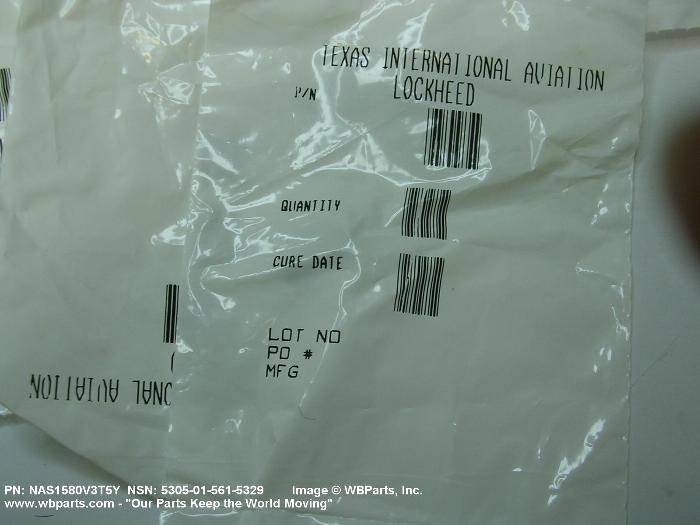 TEXAS INTERNATIONAL AVIATION
LOCKHEED
P/N
QUANTITY
CURE DATE
LOT NO
PO #
MFG
ONAL AVIATION
PN: NAS1580V3T5Y NSN: 5305-01-561-5329 Image © WBParts, Inc.
www.wbparts.com - "Our Parts Keep the World Moving"